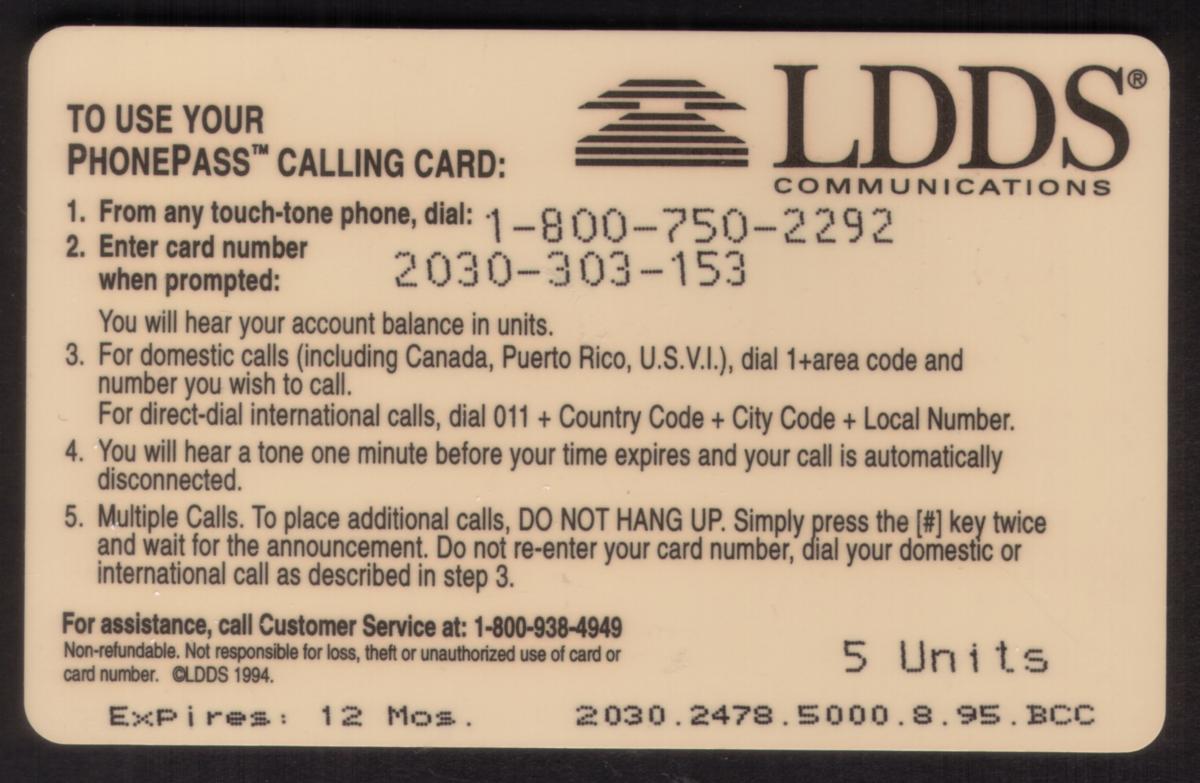 LDDS®
COMMUNICATIONS
TO USE YOUR
PHONEPASS™ CALLING CARD:
1. From any touch-tone phone, dial: 1-800-750-2292
2. Enter card number
when prompted: 2030-303-153
You will hear your account balance in units.
3. For domestic calls (including Canada, Puerto Rico, U.S.V.I.), dial 1+area code and
number you wish to call.
For direct-dial international calls, dial 011 + Country Code + City Code + Local Number.
4. You will hear a tone one minute before your time expires and your call is automatically
disconnected.
5. Multiple Calls. To place additional calls, DO NOT HANG UP. Simply press the [#] key twice
and wait for the announcement. Do not re-enter your card number, dial your domestic or
international call as described in step 3.
For assistance, call Customer Service at: 1-800-938-4949
Non-refundable. Not responsible for loss, theft or unauthorized use of card or
card number. ©LDDS 1994.
5 Units
Expires: 12 Mos. 2030.2478.5000.8.95.BCC